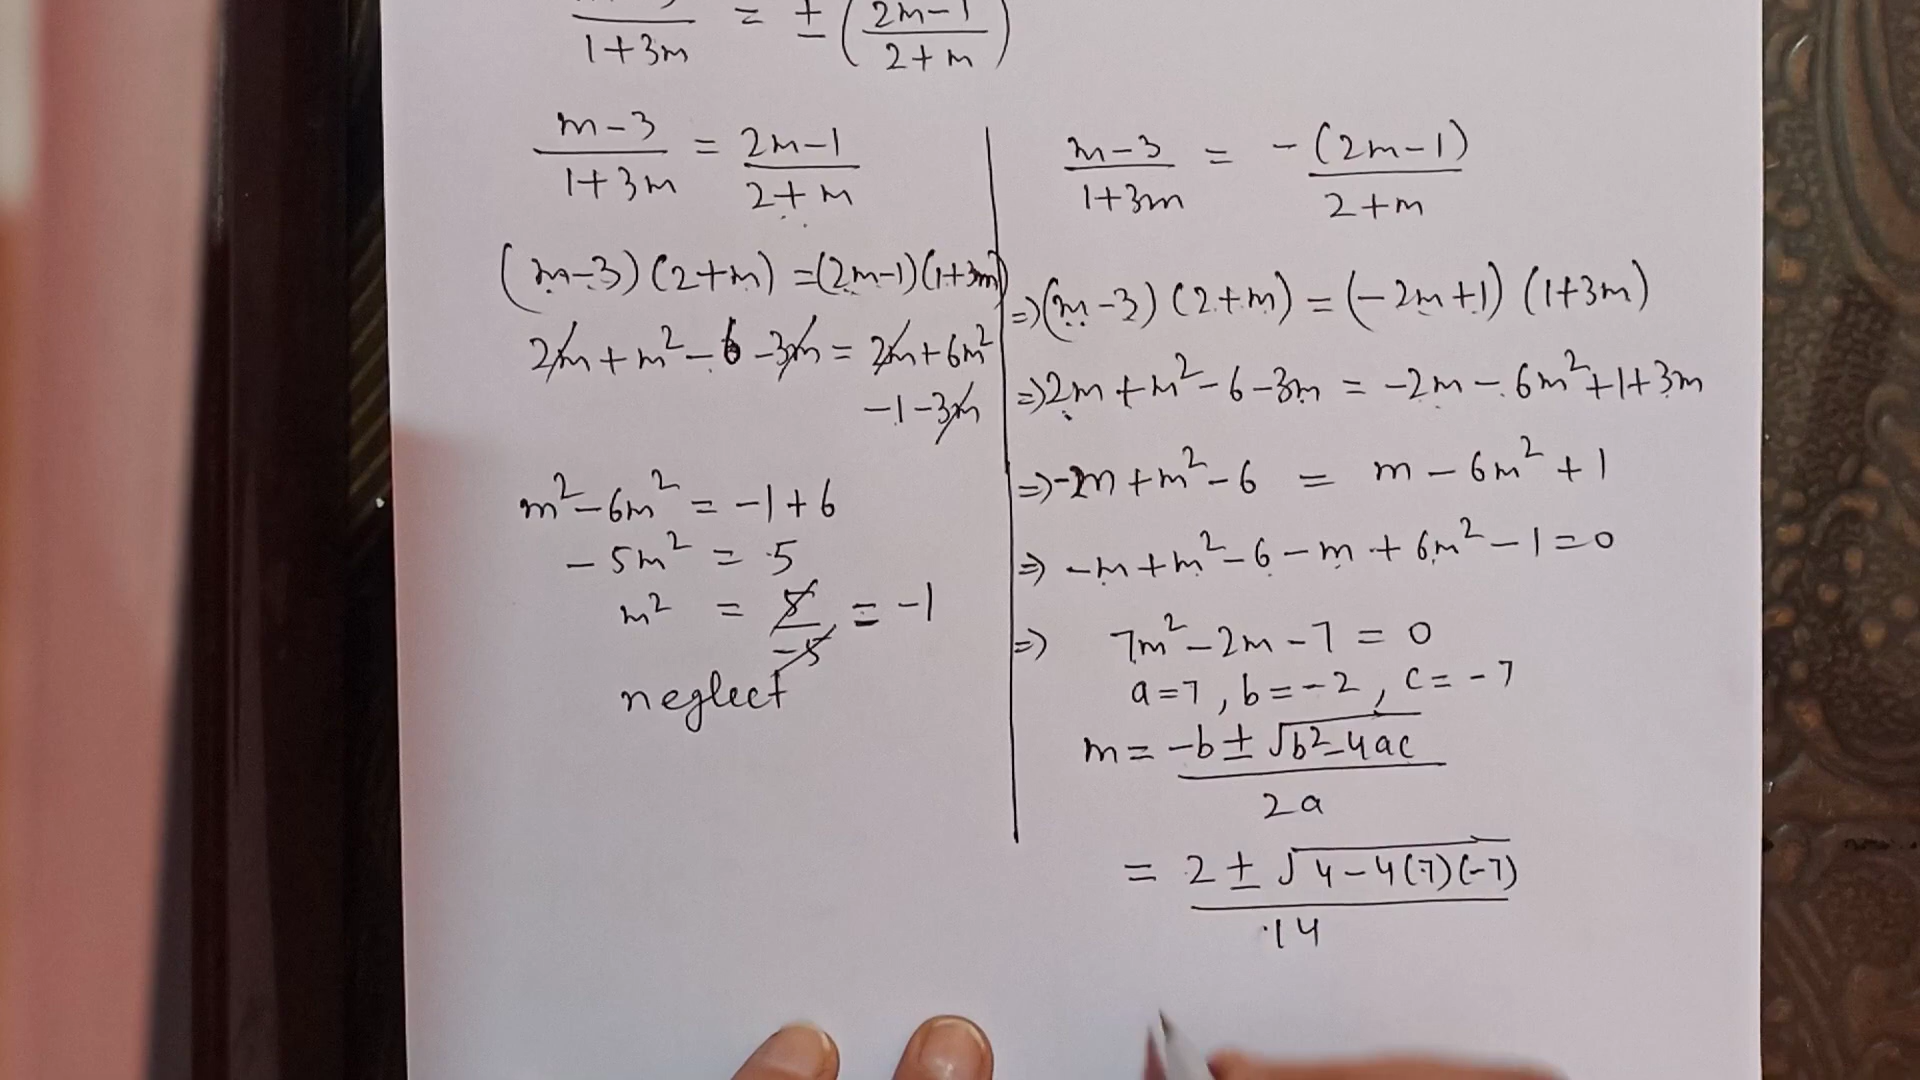 1+3m = ± (2m-1 / 2+m)
m-3 / 1+3m = 2m-1 / 2+m
(m-3)(2+m) = (2m-1)(1+3m)
2m+m²-6-3m = 2m+6m²
-1-3m
m²-6m² = -1+6
-5m² = 5
m² = 5/-5 = -1
neglect
m-3 / 1+3m = -(2m-1) / 2+m
⇒(m-3)(2+m) = (-2m+1)(1+3m)
⇒2m+m²-6-3m = -2m-6m²+1+3m
⇒-m+m²-6 = m-6m²+1
⇒ -m+m²-6-m+6m²-1=0
⇒ 7m²-2m-7=0
a=7, b=-2, c=-7
m= -b±√b²-4ac / 2a
= 2±√4-4(7)(-7) / 14